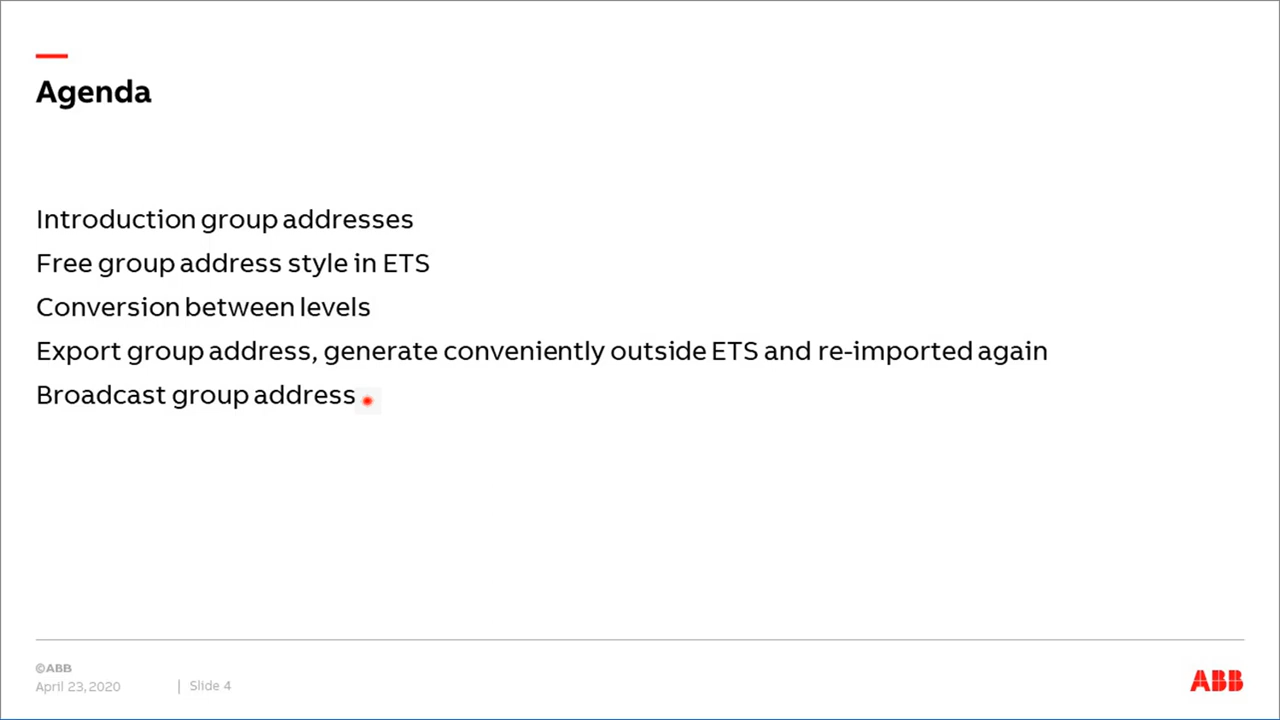 Agenda
Introduction group addresses
Free group address style in ETS
Conversion between levels
Export group address, generate conveniently outside ETS and re-imported again
Broadcast group address
©ABB
April 23, 2020 | Slide 4
ABB